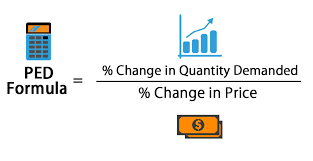 PED
Formula
=
% Change in Quantity Demanded
% Change in Price
$